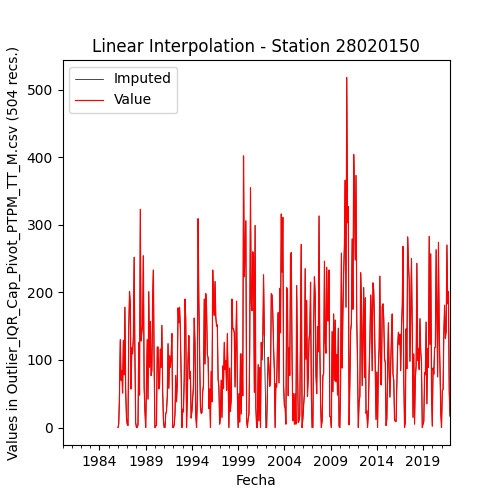 Linear Interpolation - Station 28020150
Imputed
Value
Values in Outlier_IQR_Cap_Pivot_PTPM_TT_M.csv (504 recs.)
500
400
300
200
100
0
1984 1989 1994 1999 2004 2009 2014 2019
Fecha